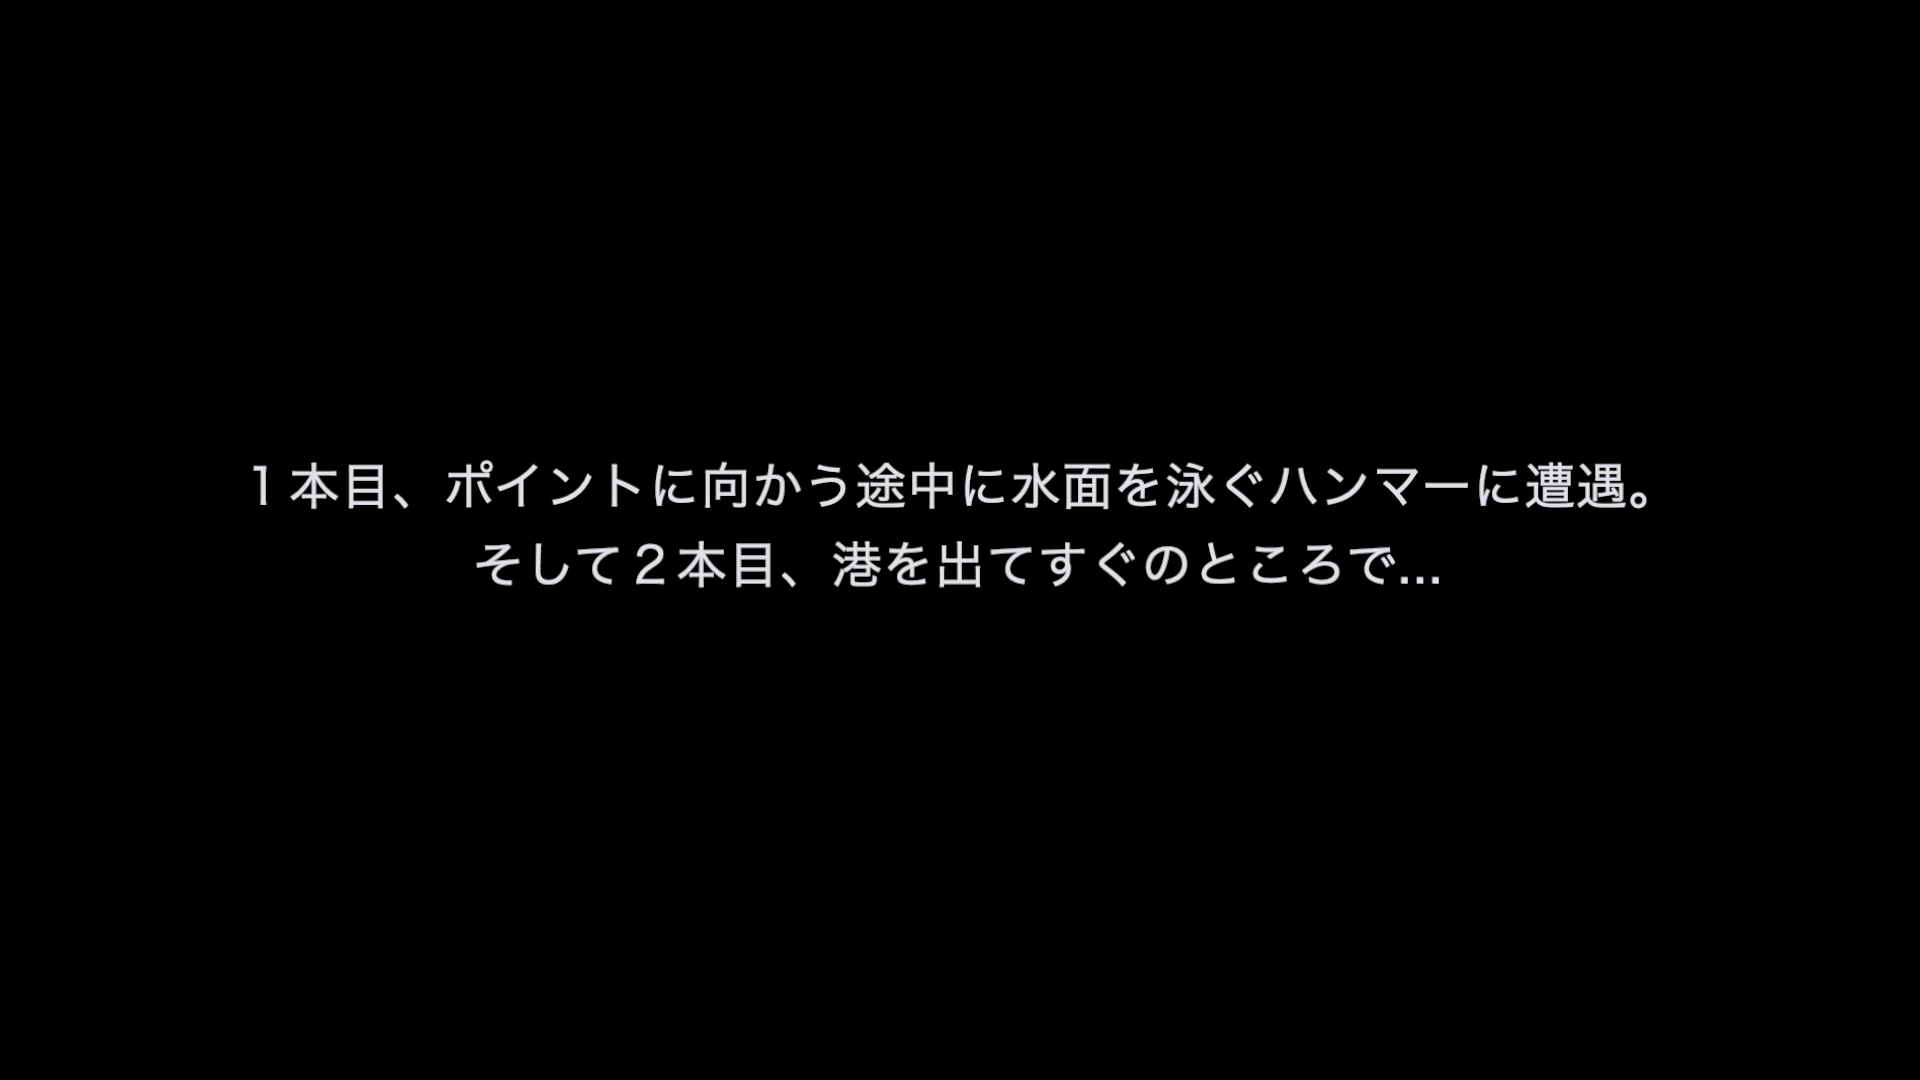 １本目、ポイントに向かう途中に水面を泳ぐハンマーに遭遇。
そして２本目、港を出てすぐのところで...